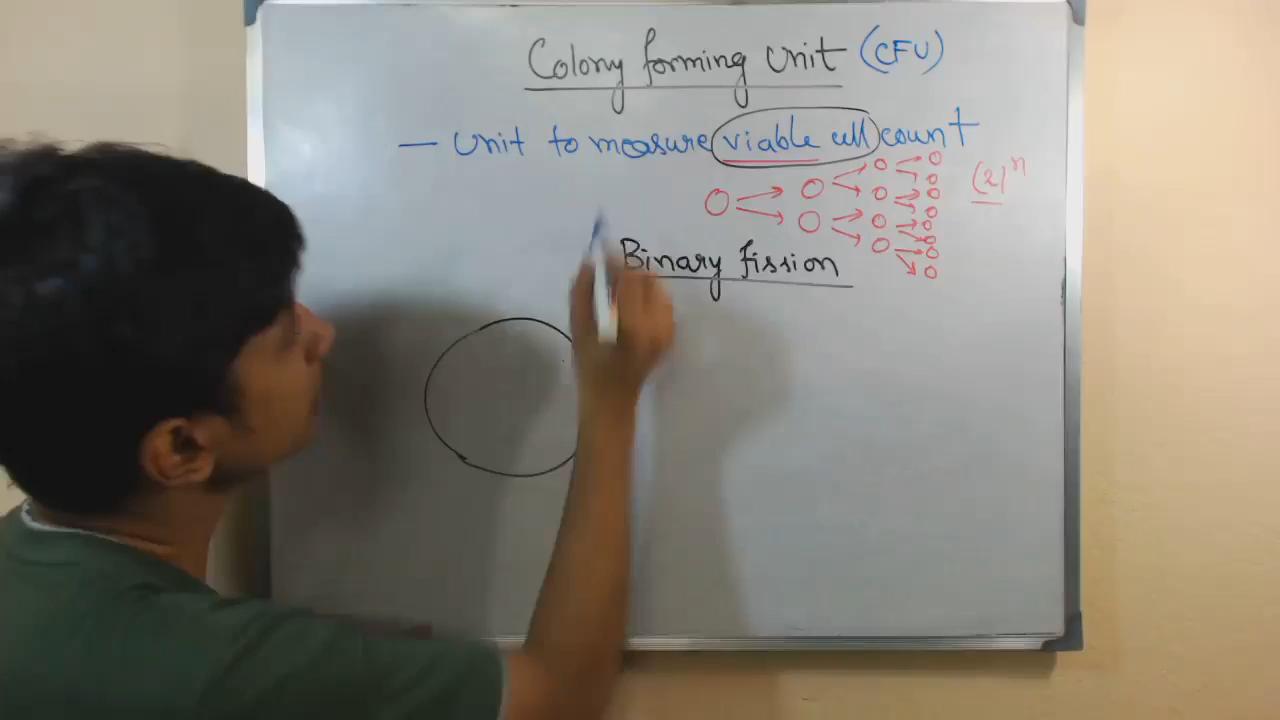 Colony forming Unit (CFU)
— Unit to measure viable cell count
(2)ⁿ
Binary fission